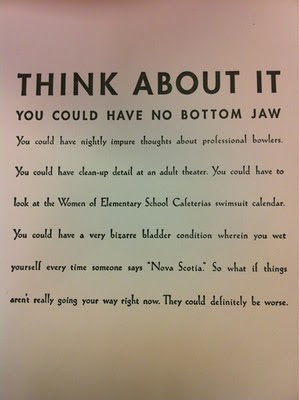 THINK ABOUT IT
YOU COULD HAVE NO BOTTOM JAW
You could have nightly impure thoughts about professional bowlers.
You could have clean-up detail at an adult theater. You could have to
look at the Women of Elementary School Cafeterias swimsuit calendar.
You could have a very bizarre bladder condition wherein you wet
yourself every time someone says "Nova Scotia." So what if things
aren't really going your way right now. They could definitely be worse.